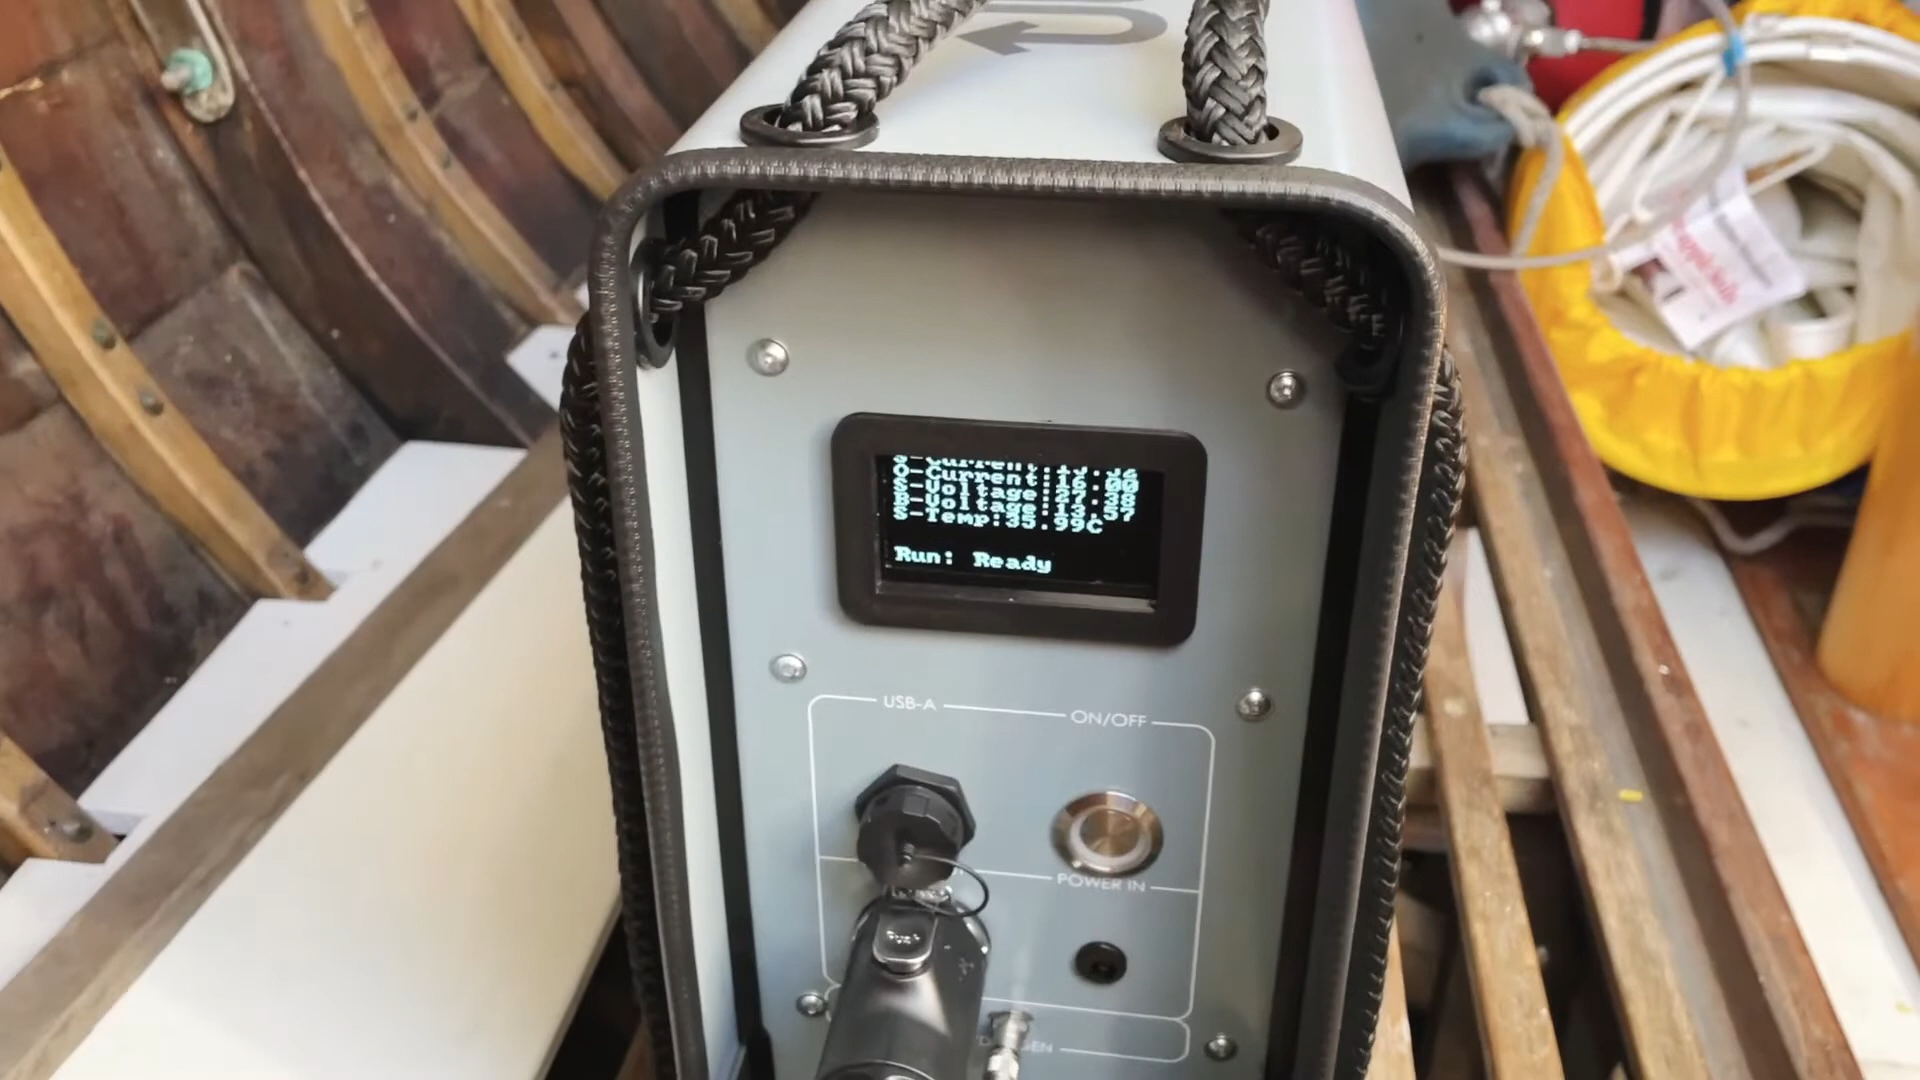 O-Current:16.00
S-Voltage:27.38
B-Voltage:13.57
S-Temp:35.99C
Run: Ready
USB-A
ON/OFF
POWER IN
Push